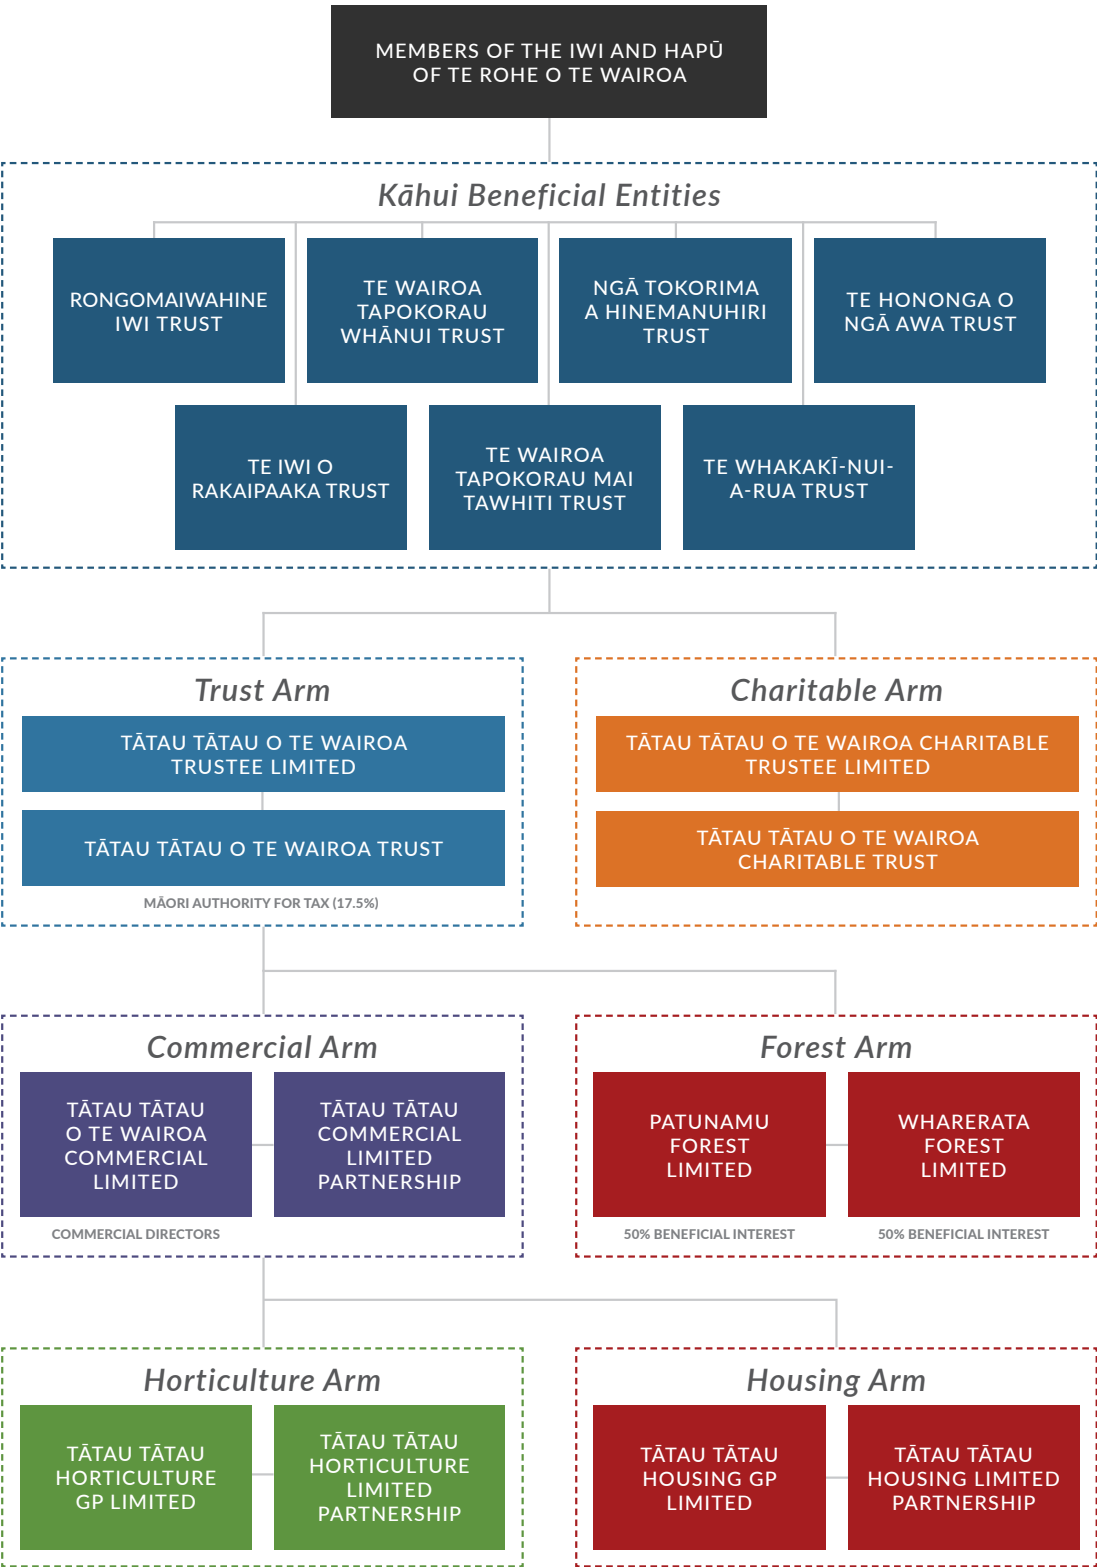 MEMBERS OF THE IWI AND HAPŪ
OF TE ROHE O TE WAIROA
Kāhui Beneficial Entities
RONGOMAIWAHINE
IWI TRUST
TE WAIROA
TAPOKORAU
WHĀNUI TRUST
NGĀ TOKORIMA
A HINEMANUHIRI
TRUST
TE HONONGA O
NGĀ AWA TRUST
TE IWI O
RAKAIPAAKA TRUST
TE WAIROA
TAPOKORAU MAI
TAWHITI TRUST
TE WHAKAKĪ-NUI-
A-RUA TRUST
Trust Arm
TĀTAU TĀTAU O TE WAIROA
TRUSTEE LIMITED
TĀTAU TĀTAU O TE WAIROA TRUST
MĀORI AUTHORITY FOR TAX (17.5%)
Charitable Arm
TĀTAU TĀTAU O TE WAIROA CHARITABLE
TRUSTEE LIMITED
TĀTAU TĀTAU O TE WAIROA
CHARITABLE TRUST
Commercial Arm
TĀTAU TĀTAU
O TE WAIROA
COMMERCIAL
LIMITED
COMMERCIAL DIRECTORS
TĀTAU TĀTAU
COMMERCIAL
LIMITED
PARTNERSHIP
Forest Arm
PATUNAMU
FOREST
LIMITED
50% BENEFICIAL INTEREST
WHARERATA
FOREST
LIMITED
50% BENEFICIAL INTEREST
Horticulture Arm
TĀTAU TĀTAU
HORTICULTURE
GP LIMITED
TĀTAU TĀTAU
HORTICULTURE
LIMITED
PARTNERSHIP
Housing Arm
TĀTAU TĀTAU
HOUSING GP
LIMITED
TĀTAU TĀTAU
HOUSING LIMITED
PARTNERSHIP